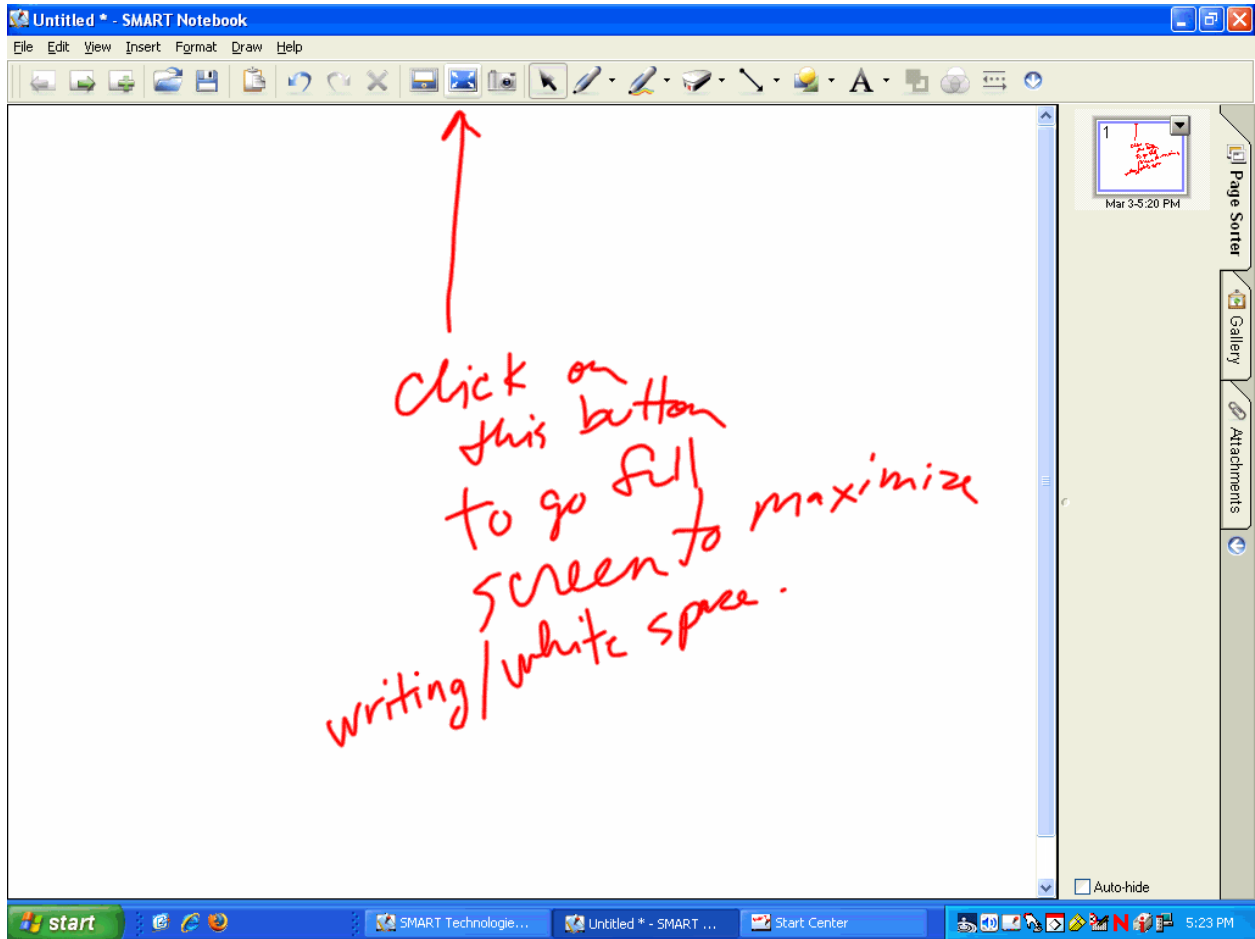 Untitled * - SMART Notebook
File Edit View Insert Format Draw Help
A
1
Mar 3-5:20 PM
Page Sorter
Gallery
Attachments
click on
this button
to go full
screen to maximize
writing/white space.
Auto-hide
start
SMART Technologie...
Untitled * - SMART ...
Start Center
N
5:23 PM